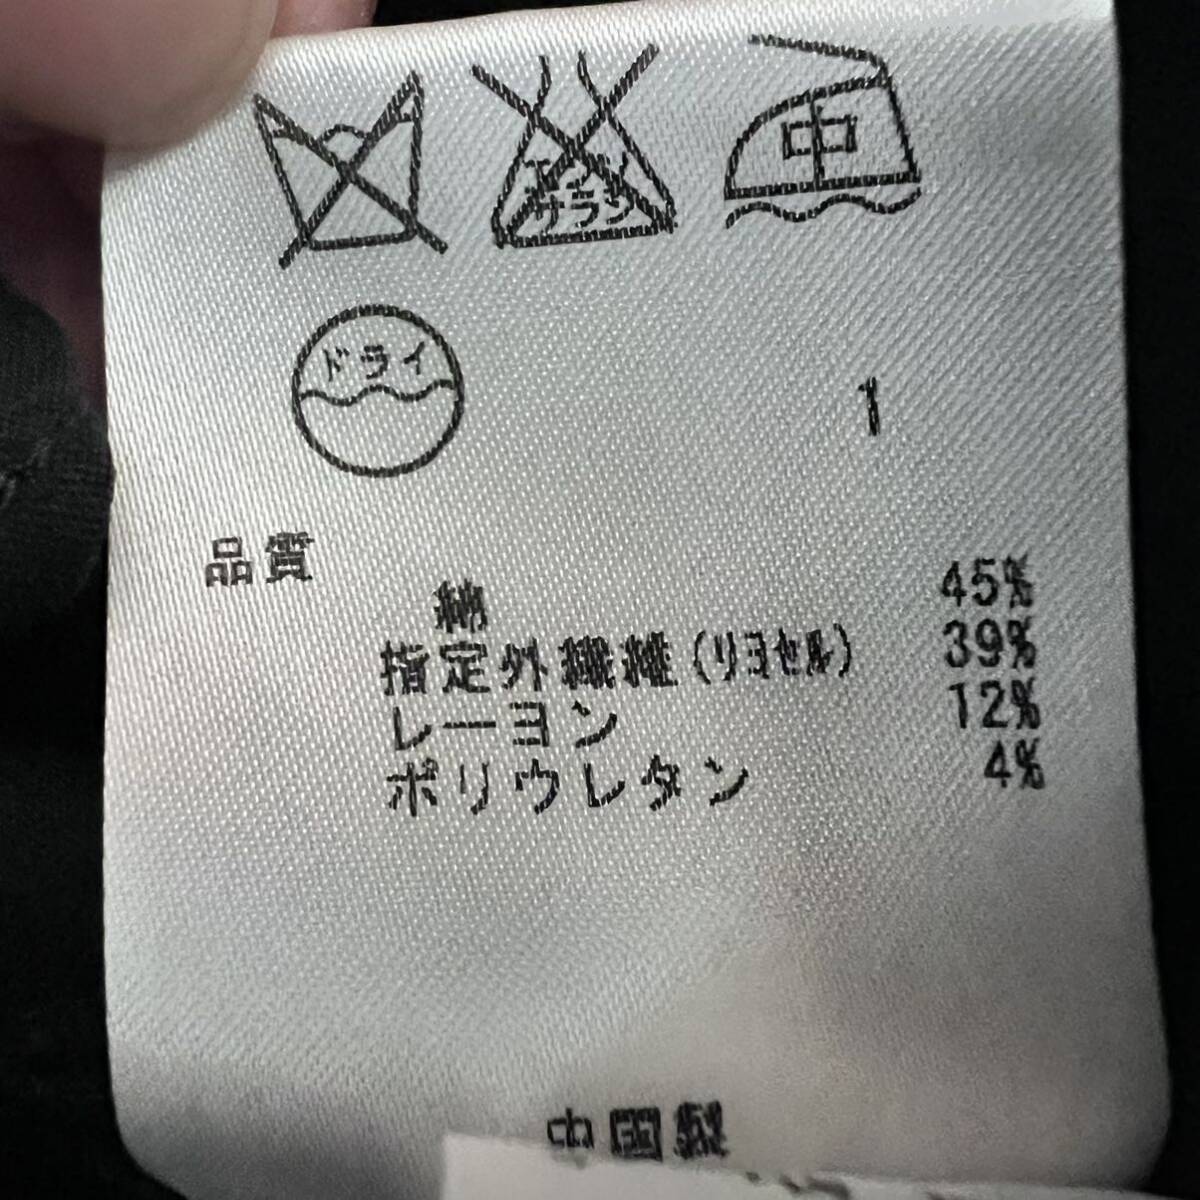 エンソ
サラシ
中
ドライ
1
品質
綿 45%
指定外繊維(リヨセル) 39%
レーヨン 12%
ポリウレタン 4%
中国製